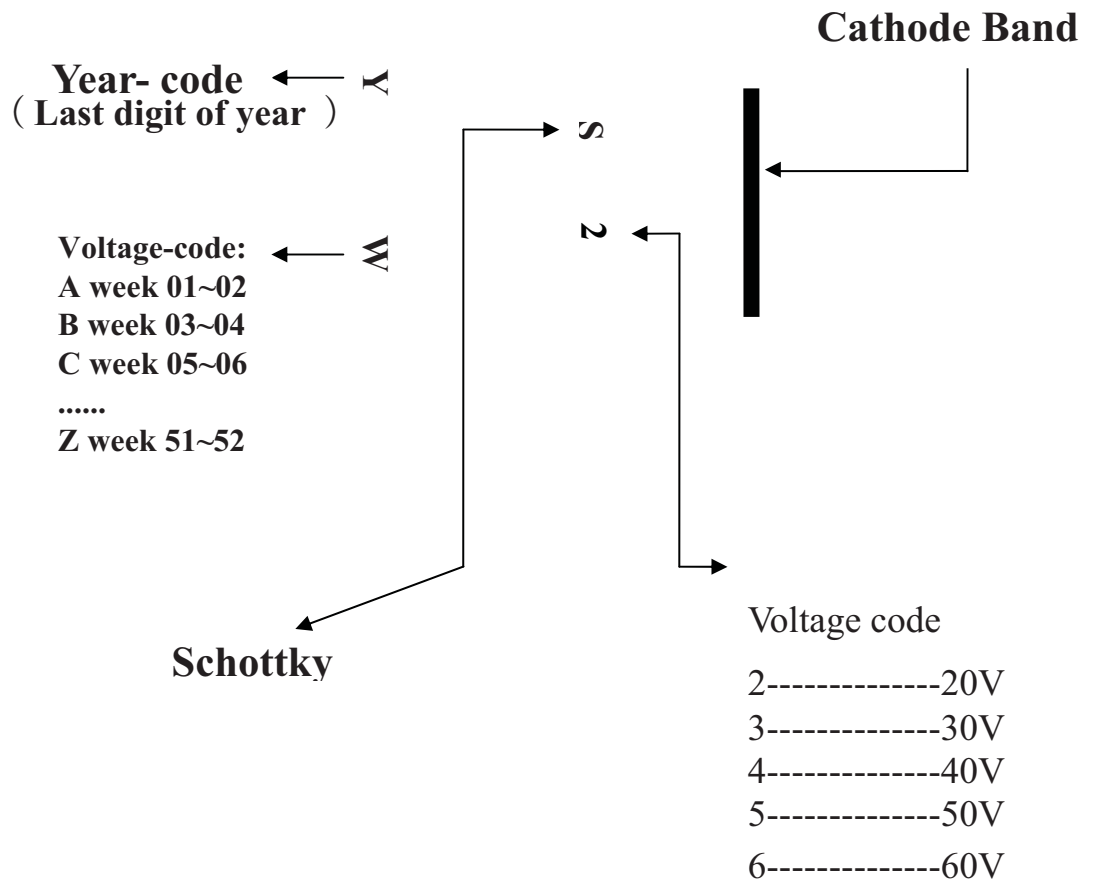 Cathode Band
Year- code
Y
（ Last digit of year ）
S
2
Voltage-code:
W
A week 01~02
B week 03~04
C week 05~06
......
Z week 51~52
Schottky
Voltage code
2--------------20V
3--------------30V
4--------------40V
5--------------50V
6--------------60V